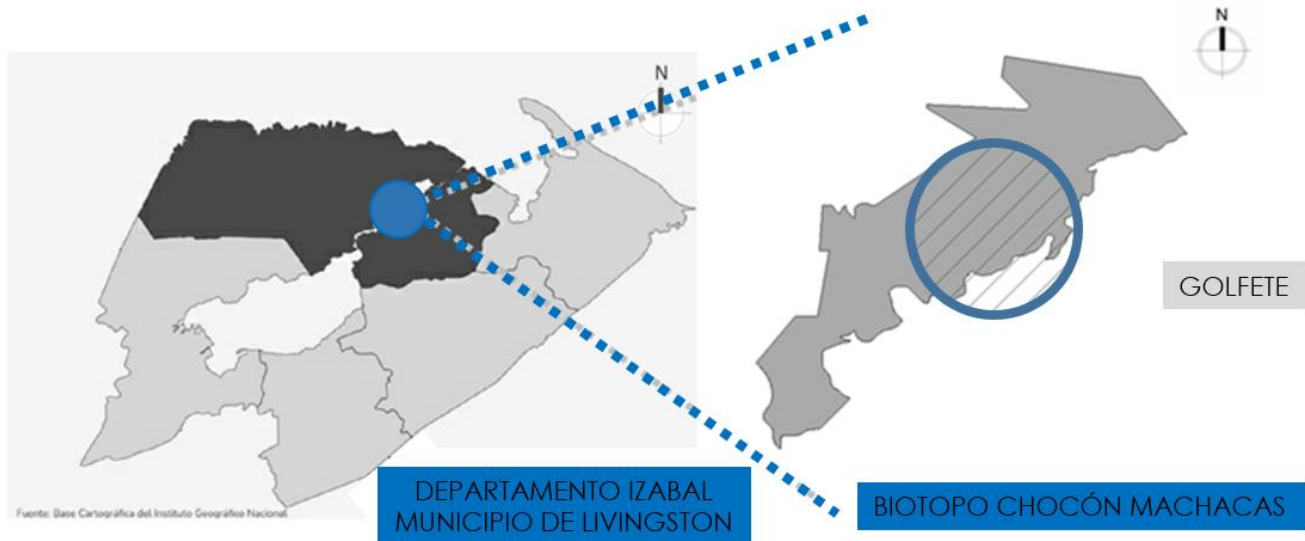 N
N
GOLFETE
DEPARTAMENTO IZABAL
MUNICIPIO DE LIVINGSTON
BIOTOPO CHOCÓN MACHACAS
Fuente: Base Cartográfica del Instituto Geográfico Nacional